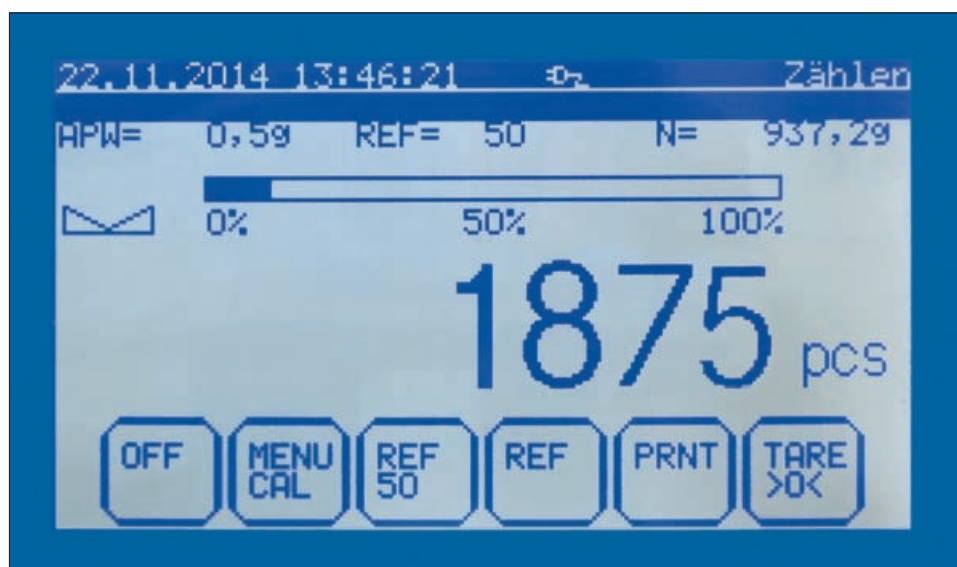 22.11.2014 13:46:21 Zählen
APW= 0,5g REF= 50 N= 937,2g
0% 50% 100%
1875 pcs
OFF MENU REF REF PRNT TARE
CAL 50 >0<